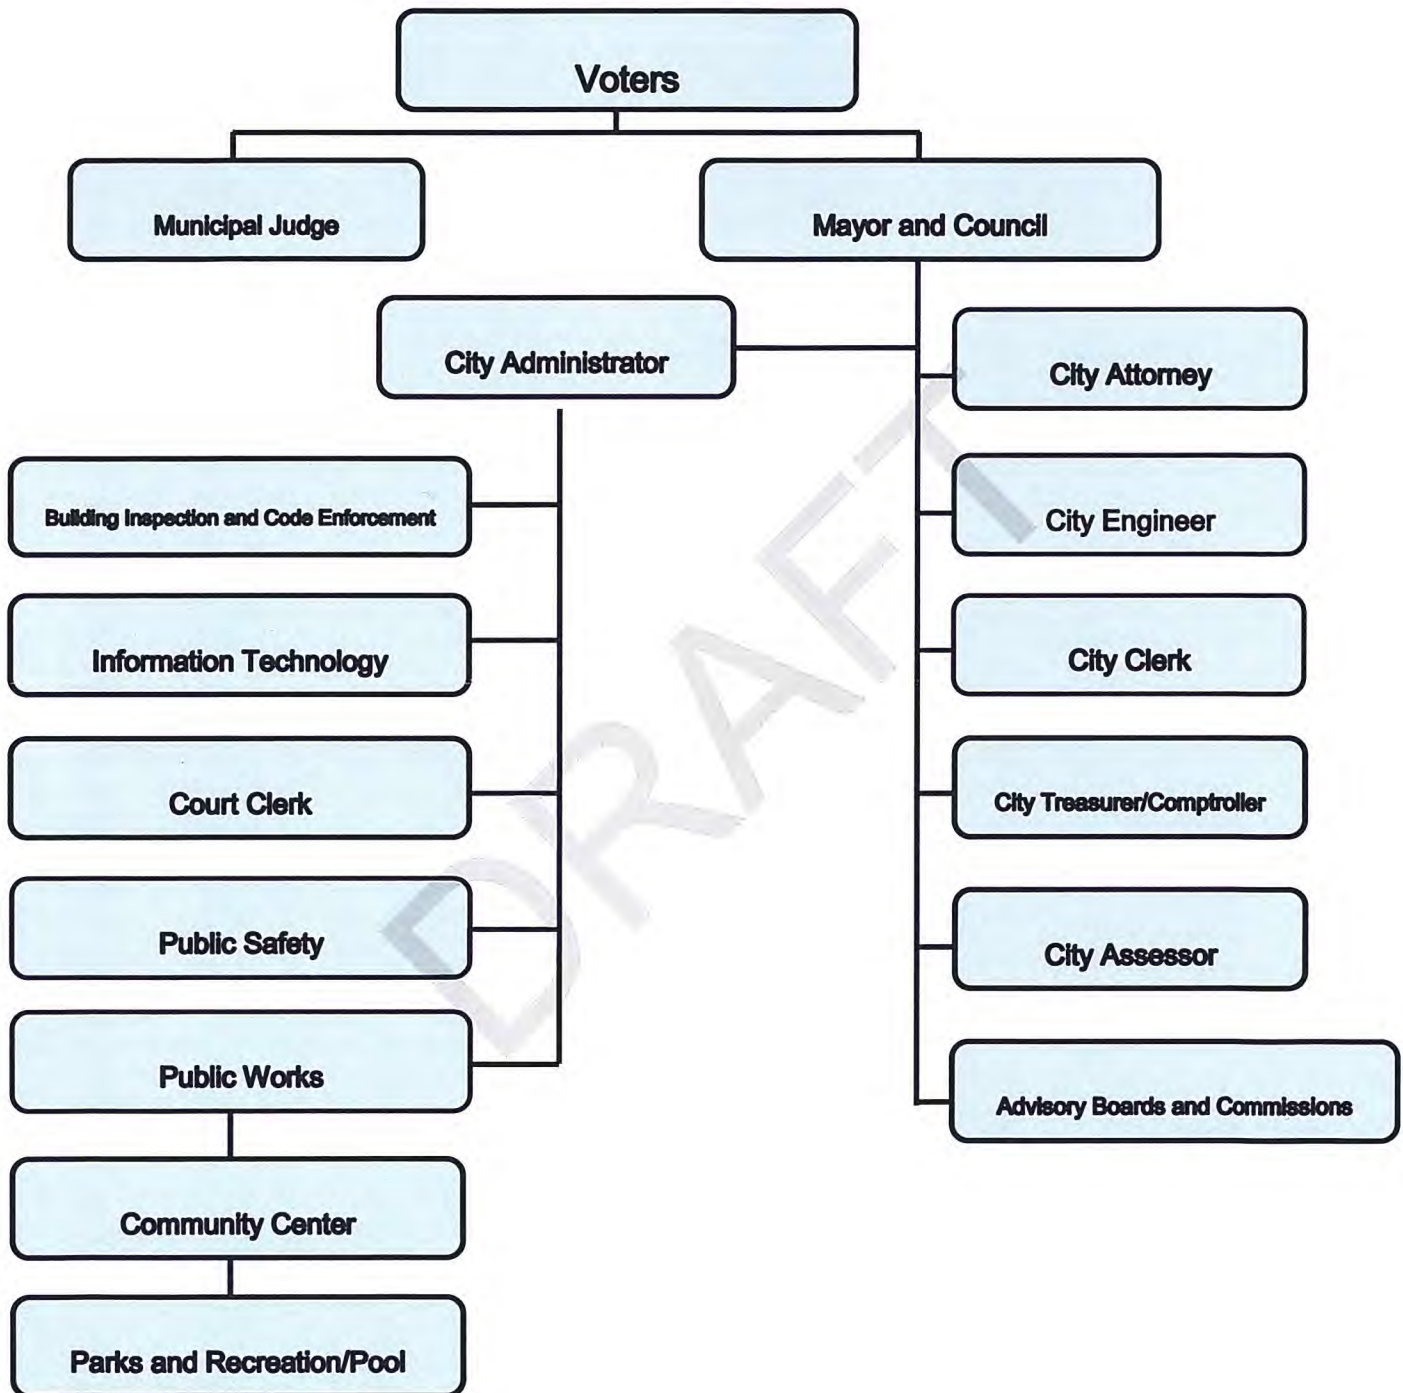 Voters
Municipal Judge
Mayor and Council
City Administrator
City Attorney
Building Inspection and Code Enforcement
City Engineer
Information Technology
City Clerk
Court Clerk
City Treasurer/Comptroller
Public Safety
City Assessor
Public Works
Advisory Boards and Commissions
Community Center
Parks and Recreation/Pool
DRAFT